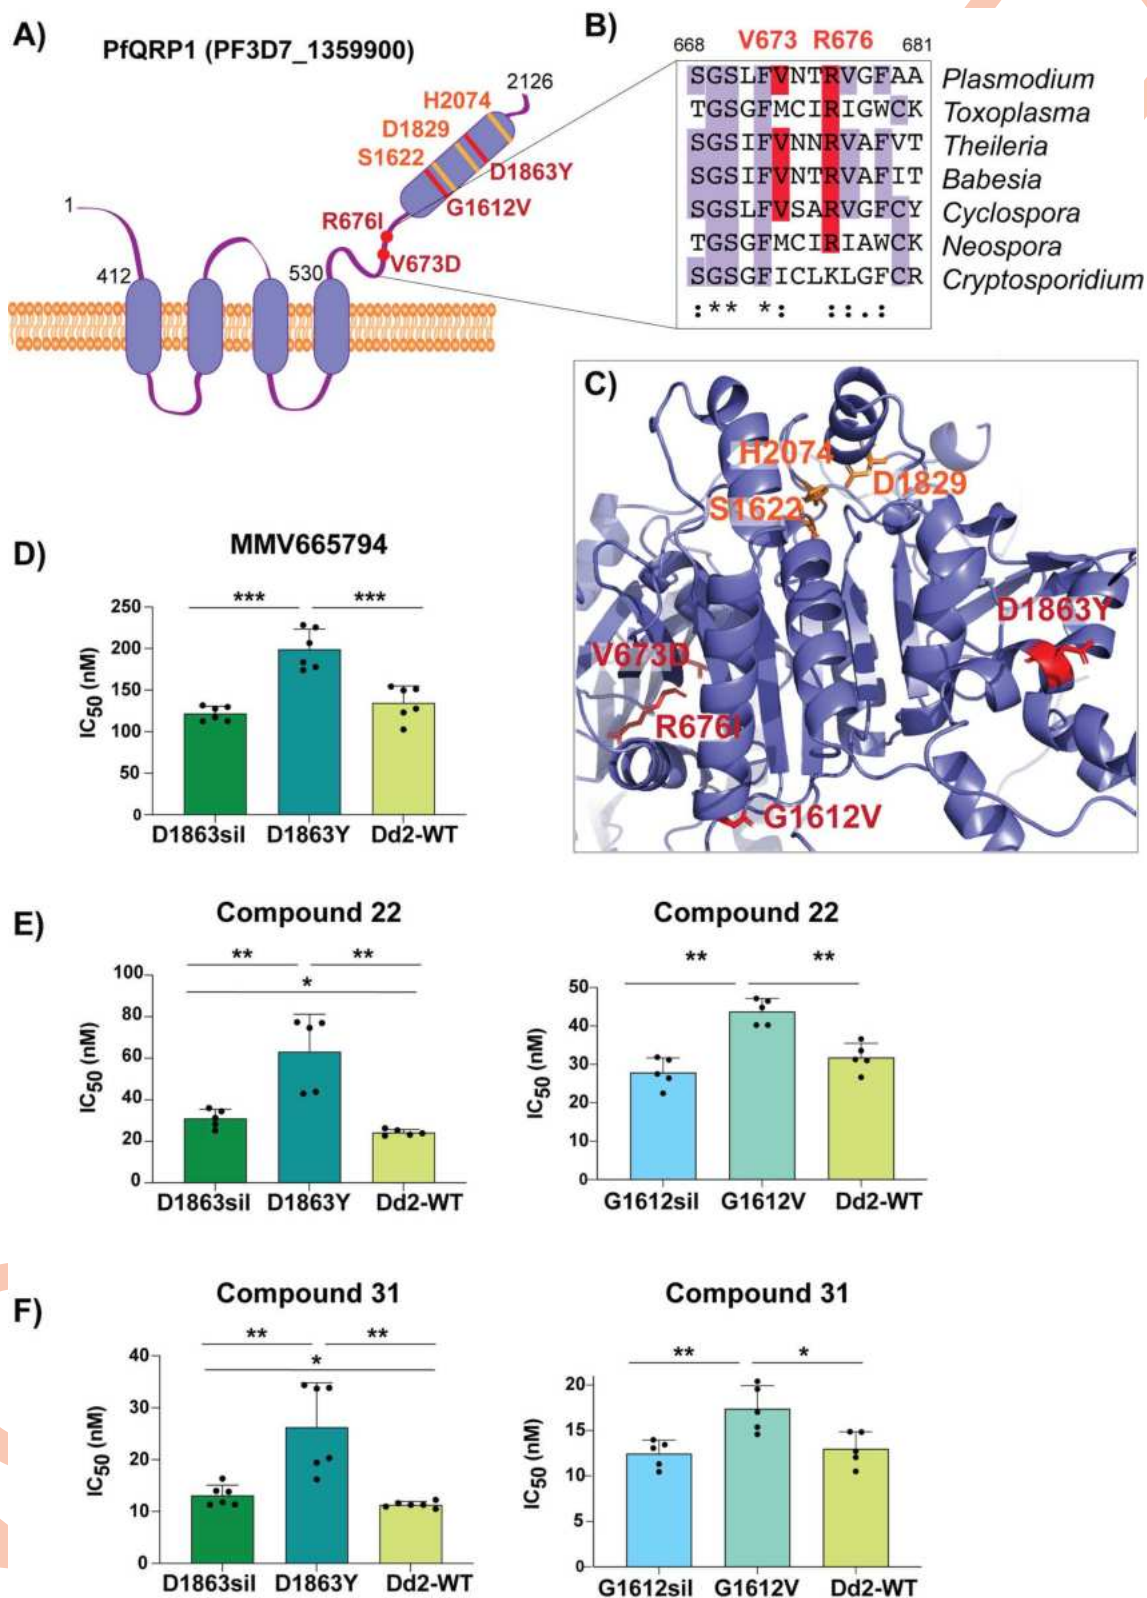 A)
PfQRP1 (PF3D7_1359900)
1
412
530
2126
H2074
D1829
S1622
D1863Y
G1612V
R676I
V673D
B)
668 V673 R676 681
SGSLFVNTRVGFAA Plasmodium
TGSGFMCIRIGWCK Toxoplasma
SGSIFVNNRVAFVT Theileria
SGSIFVNTRVAFIT Babesia
SGSLFVSARVGFCY Cyclospora
TGSGFMCIRIAWCK Neospora
SGSGFICLKLGFCR Cryptosporidium
:** *: ::.:
C)
H2074
D1829
S1622
D1863Y
V673D
R676I
G1612V
D)
MMV665794
*** ***
IC50 (nM)
250
200
150
100
50
0
D1863sil D1863Y Dd2-WT
E)
Compound 22
** **
*
IC50 (nM)
100
80
60
40
20
0
D1863sil D1863Y Dd2-WT
Compound 22
** **
IC50 (nM)
50
40
30
20
10
0
G1612sil G1612V Dd2-WT
F)
Compound 31
** **
*
IC50 (nM)
40
30
20
10
0
D1863sil D1863Y Dd2-WT
Compound 31
** *
IC50 (nM)
20
15
10
5
0
G1612sil G1612V Dd2-WT